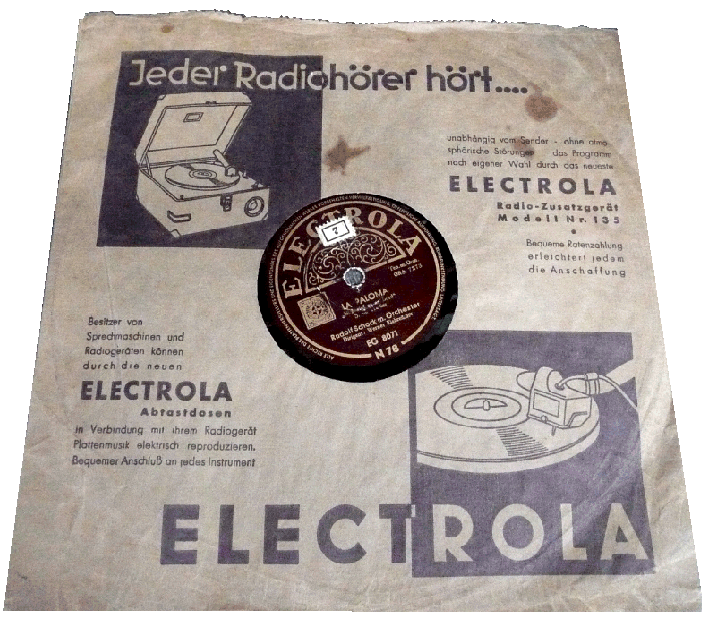 Jeder Radiohörer hört....
unabhängig vom Sender - ohne atmo
sphärische Störungen das Programm
nach eigener Wahl durch das neueste
ELECTROLA
Radio-Zusatzgerät
Modell Nr. 135
Bequeme Ratenzahlung
erleichtert jedem
die Anschaffung
ELECTROLA
7
LA PALOMA
Rudolf Schock m. Orchester
EG 8071
N 78
Besitzer von
Sprechmaschinen und
Radiogeräten können
durch die neuen
ELECTROLA
Abtastdosen
in Verbindung mit ihrem Radiogerät
Plattenmusik elektrisch reproduzieren.
Bequemer Anschluß an jedes Instrument
ELECTROLA